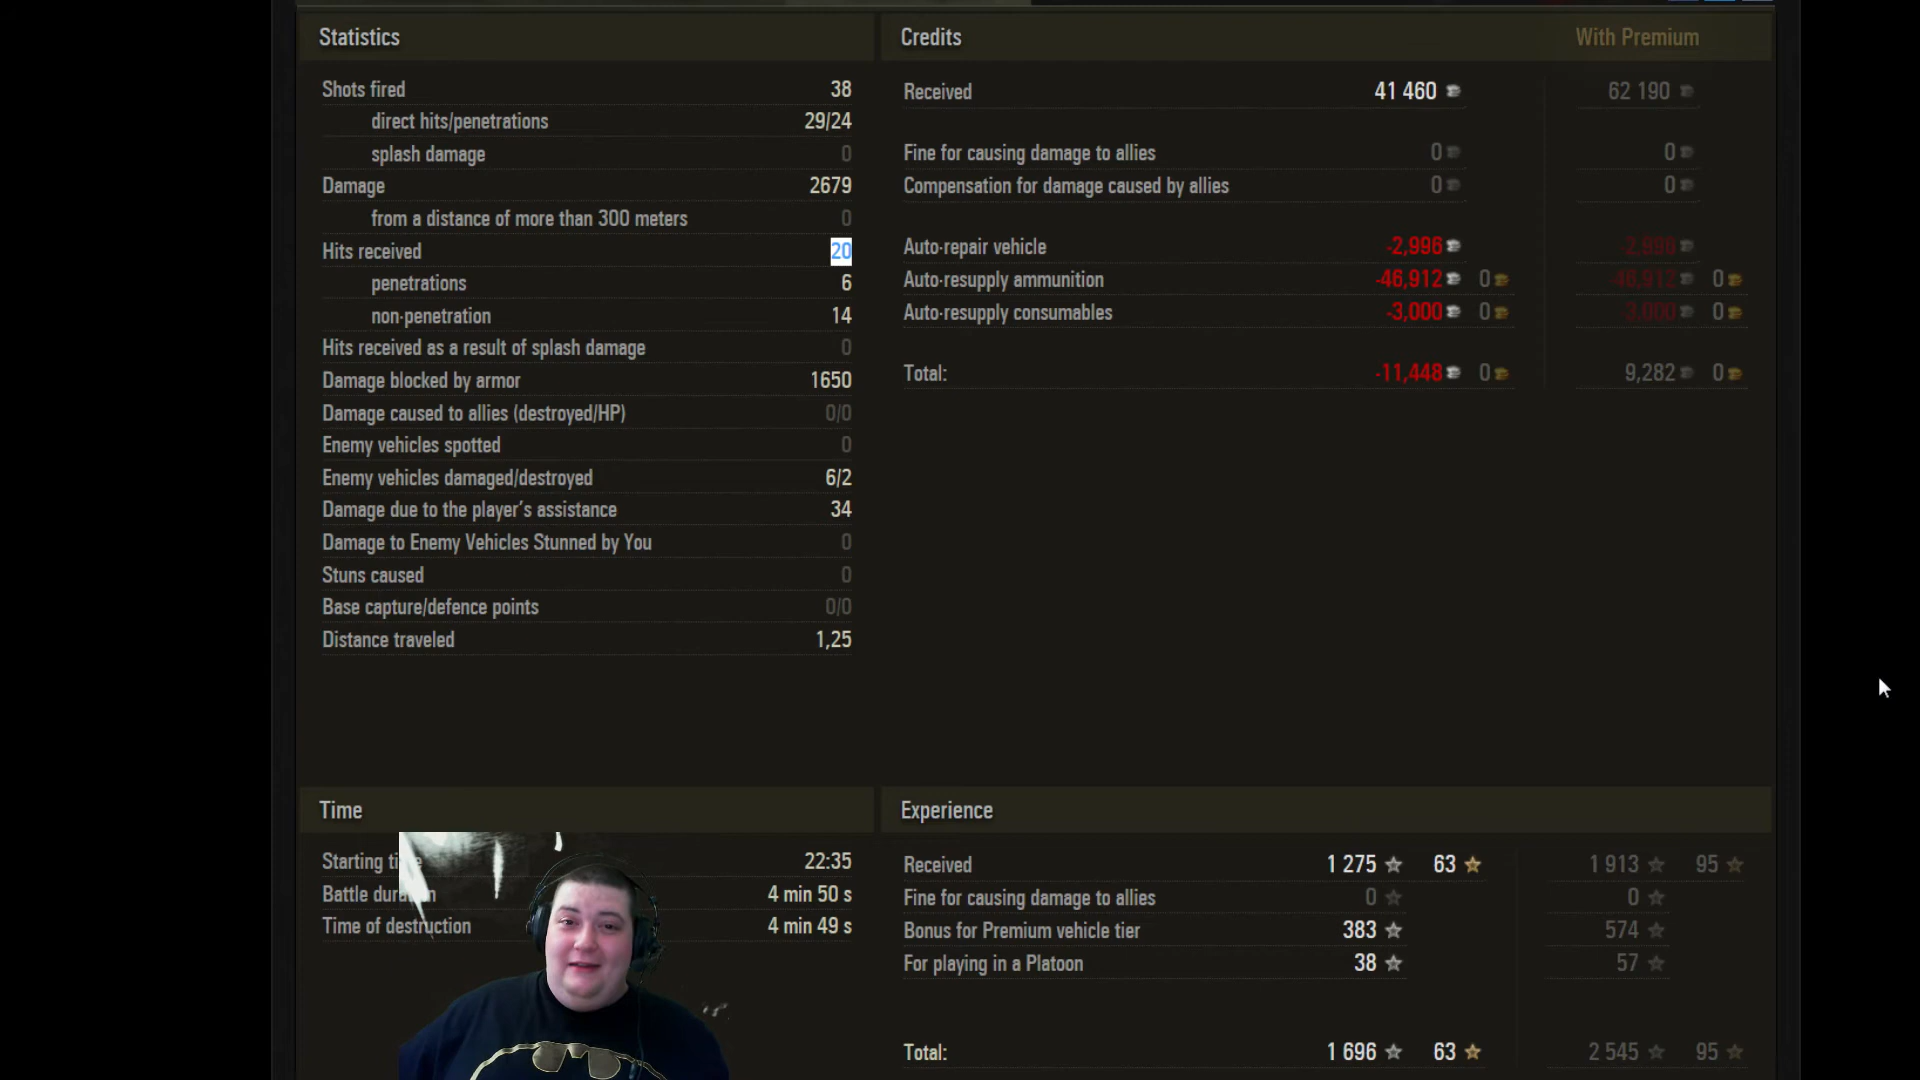 Statistics
Shots fired 38
direct hits/penetrations 29/24
splash damage 0
Damage 2679
from a distance of more than 300 meters 0
Hits received 20
penetrations 6
non-penetration 14
Hits received as a result of splash damage 0
Damage blocked by armor 1650
Damage caused to allies (destroyed/HP) 0/0
Enemy vehicles spotted 0
Enemy vehicles damaged/destroyed 6/2
Damage due to the player's assistance 34
Damage to Enemy Vehicles Stunned by You 0
Stuns caused 0
Base capture/defence points 0/0
Distance traveled 1,25
Credits With Premium
Received 41 460 62 190
Fine for causing damage to allies 0 0
Compensation for damage caused by allies 0 0
Auto-repair vehicle -2,996 -2,996
Auto-resupply ammunition -46,912 0 -46,912 0
Auto-resupply consumables -3,000 0 -3,000 0
Total: -11,448 0 9,282 0
Time
Starting 22:35
Battle 4 min 50 s
Time of destruction 4 min 49 s
Experience
Received 1 275 63 1 913 95
Fine for causing damage to allies 0 0
Bonus for Premium vehicle tier 383 574
For playing in a Platoon 38 57
Total: 1 696 63 2 545 95